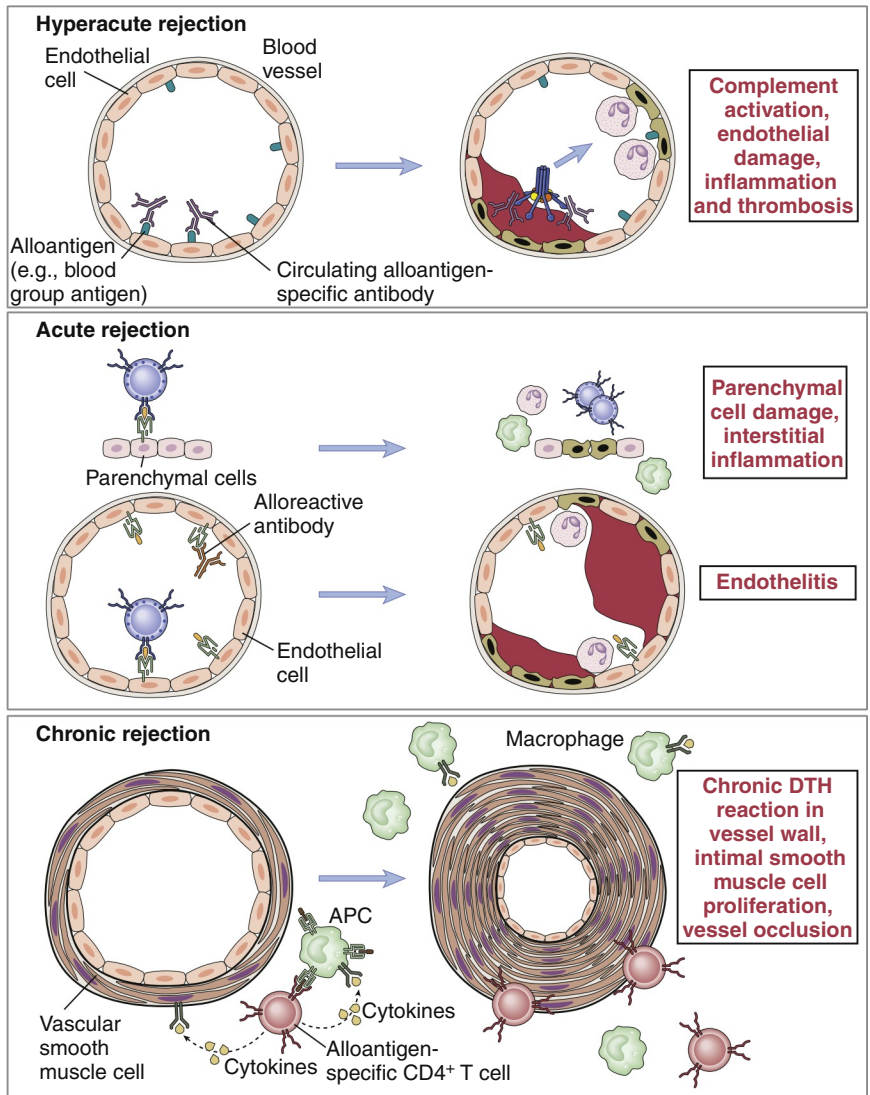 Hyperacute rejection
Endothelial
cell
Blood
vessel
Alloantigen
(e.g., blood
group antigen)
Circulating alloantigen-
specific antibody
Complement
activation,
endothelial
damage,
inflammation
and thrombosis
Acute rejection
Parenchymal cells
Alloreactive
antibody
Endothelial
cell
Parenchymal
cell damage,
interstitial
inflammation
Endothelitis
Chronic rejection
Macrophage
APC
Cytokines
Vascular
smooth
muscle cell
Cytokines
Alloantigen-
specific CD4+ T cell
Chronic DTH
reaction in
vessel wall,
intimal smooth
muscle cell
proliferation,
vessel occlusion